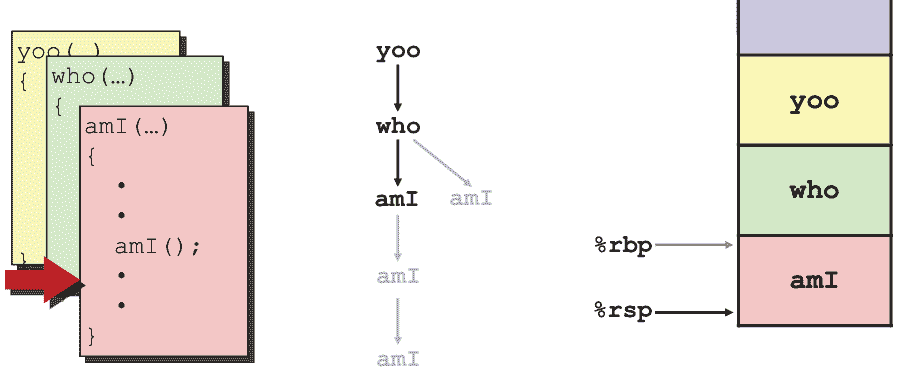 yoo(…)
{
who(…)
{
amI(…)
{
•
•
amI();
•
•
}
}
yoo
who
amI amI
amI
amI
yoo
who
%rbp
amI
%rsp